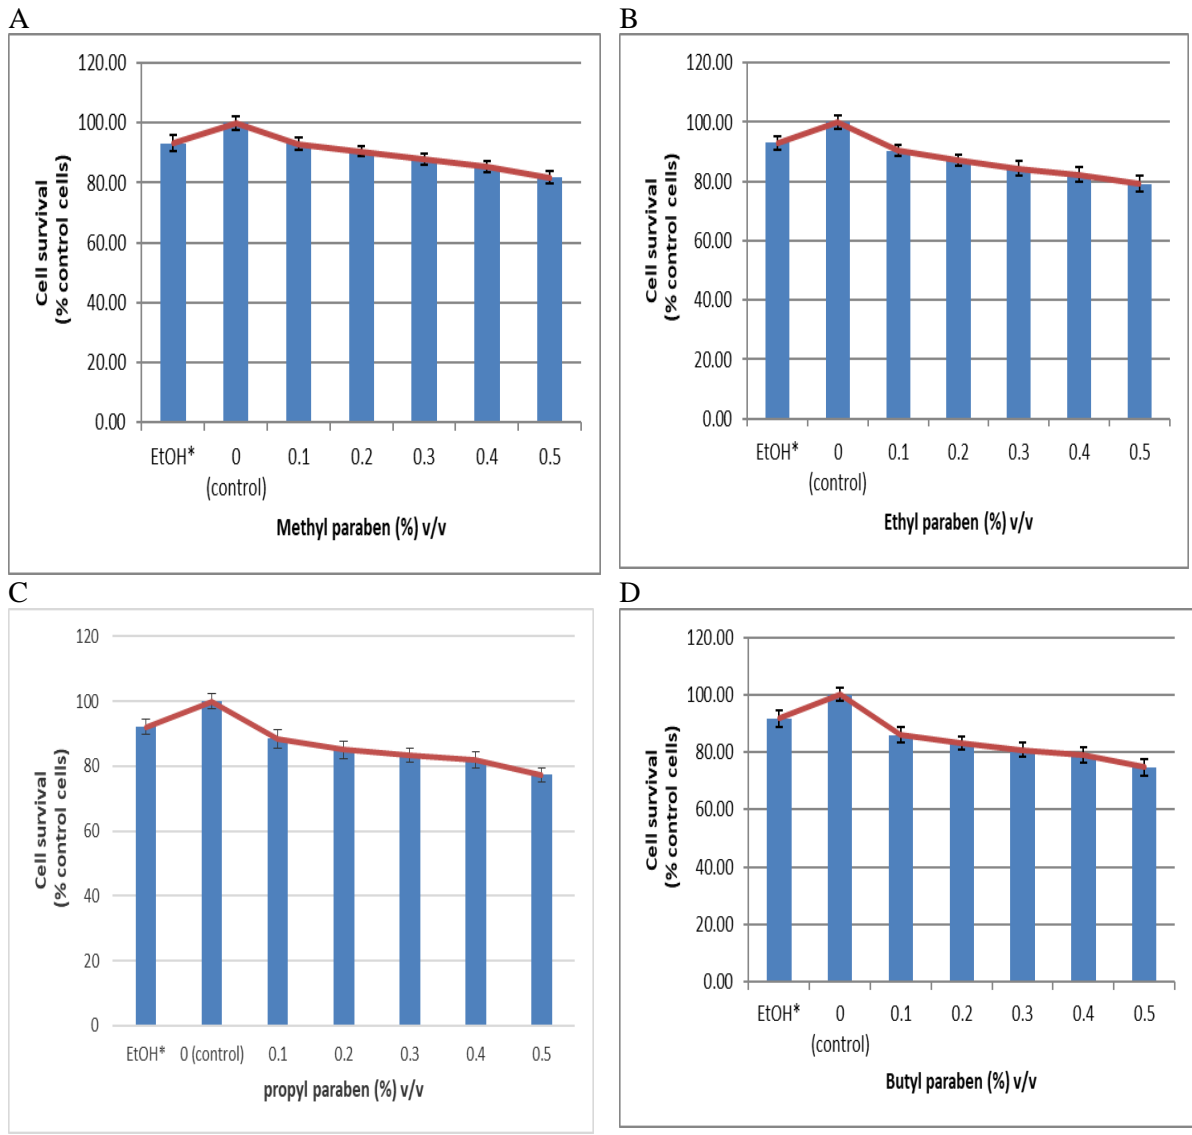 A
120.00
100.00
80.00
60.00
40.00
20.00
0.00
Cell survival
(% control cells)
EtOH* 0 0.1 0.2 0.3 0.4 0.5
(control)
Methyl paraben (%) v/v
B
120.00
100.00
80.00
60.00
40.00
20.00
0.00
Cell survival
(% control cells)
EtOH* 0 0.1 0.2 0.3 0.4 0.5
(control)
Ethyl paraben (%) v/v
C
120
100
80
60
40
20
0
Cell survival
(% control cells)
EtOH* 0 (control) 0.1 0.2 0.3 0.4 0.5
propyl paraben (%) v/v
D
120.00
100.00
80.00
60.00
40.00
20.00
0.00
Cell survival
(% control cells)
EtOH* 0 0.1 0.2 0.3 0.4 0.5
(control)
Butyl paraben (%) v/v